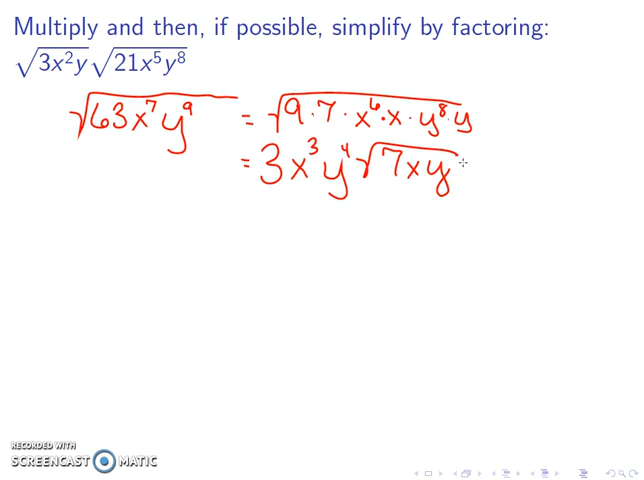 Multiply and then, if possible, simplify by factoring:
√3x²y √21x⁵y⁸
√63x⁷y⁹ = √9·7·x⁶·x·y⁸·y
= 3x³y⁴√7xy
RECORDED WITH
SCREENCAST MATIC